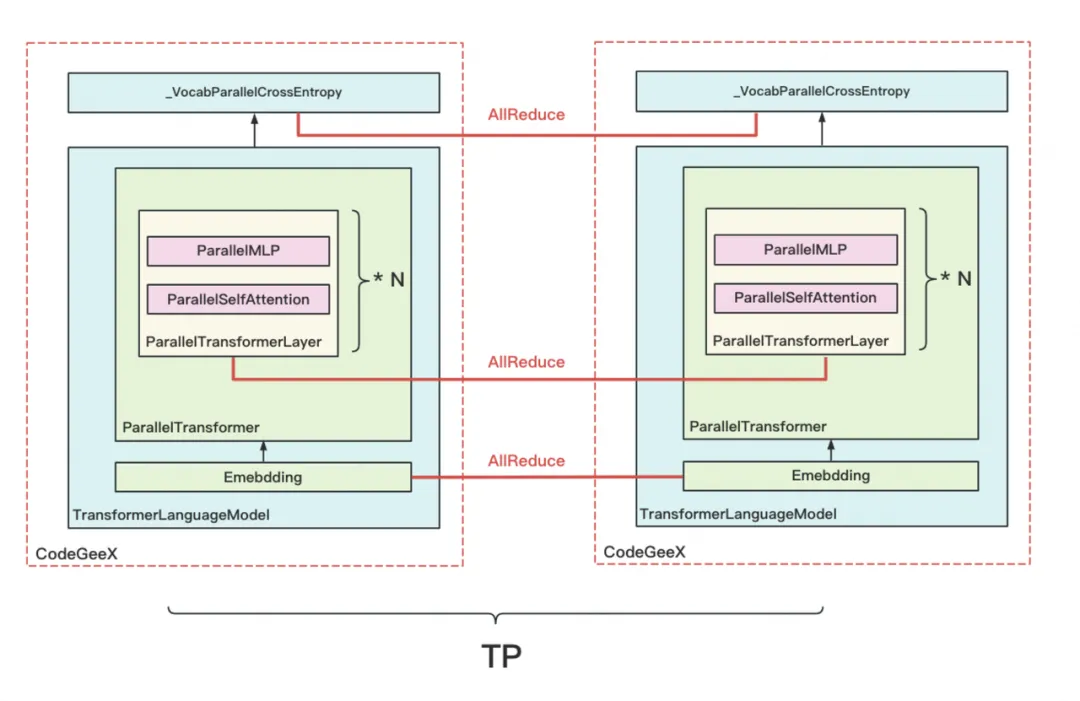 _VocabParallelCrossEntropy
AllReduce
_VocabParallelCrossEntropy
ParallelMLP
ParallelSelfAttention
ParallelTransformerLayer
* N
ParallelMLP
ParallelSelfAttention
ParallelTransformerLayer
* N
AllReduce
ParallelTransformer
ParallelTransformer
AllReduce
Emebdding
Emebdding
TransformerLanguageModel
TransformerLanguageModel
CodeGeeX
CodeGeeX
TP